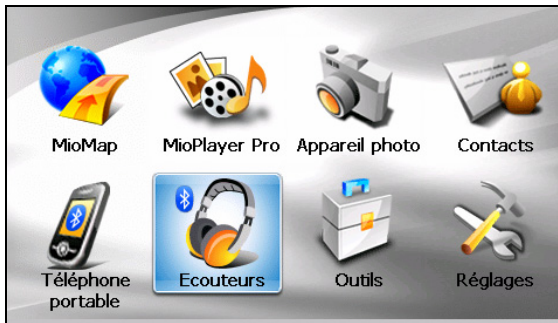 MioMap
MioPlayer Pro
Appareil photo
Contacts
Téléphone
portable
Ecouteurs
Outils
Réglages